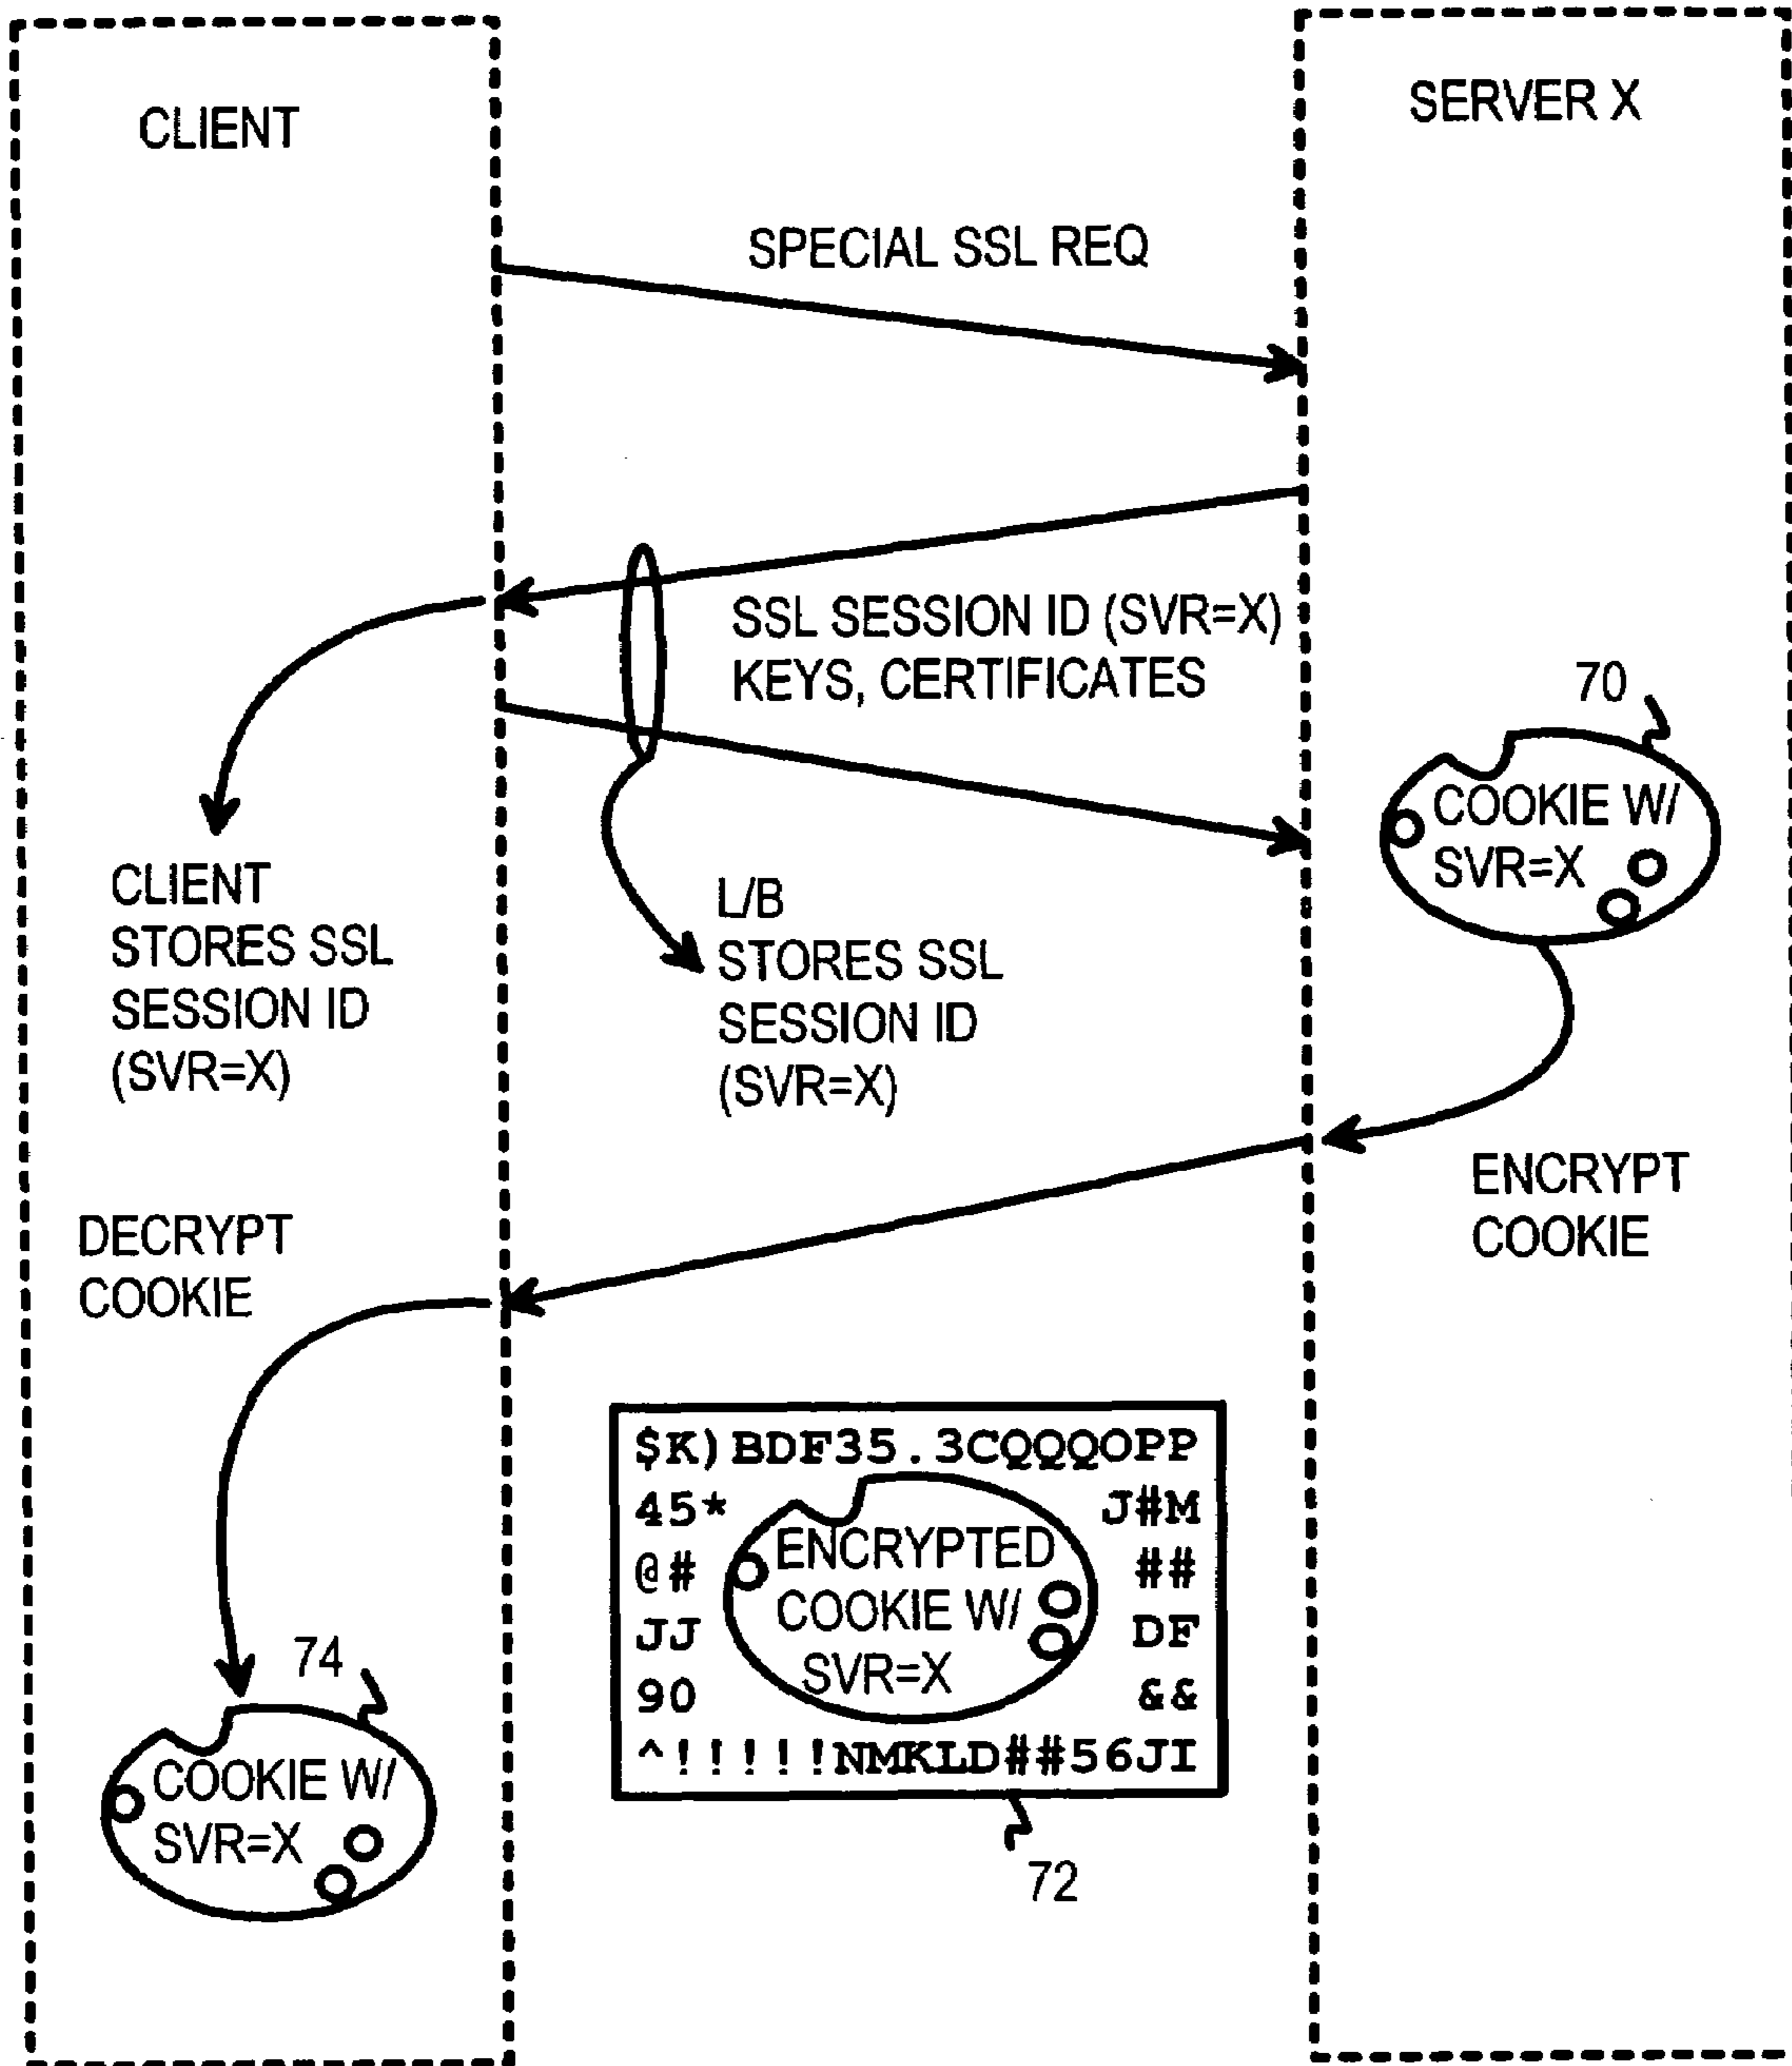 CLIENT
SERVER X
SPECIAL SSL REQ
SSL SESSION ID (SVR=X)
KEYS, CERTIFICATES
70
COOKIE W/
SVR=X
CLIENT
STORES SSL
SESSION ID
(SVR=X)
L/B
STORES SSL
SESSION ID
(SVR=X)
ENCRYPT
COOKIE
DECRYPT
COOKIE
$K)BDF35.3CQQQOPP
45* J#M
@# ##
JJ DF
90 &&
^!!!!!NMKLD##56JI
ENCRYPTED
COOKIE W/
SVR=X
72
74
COOKIE W/
SVR=X